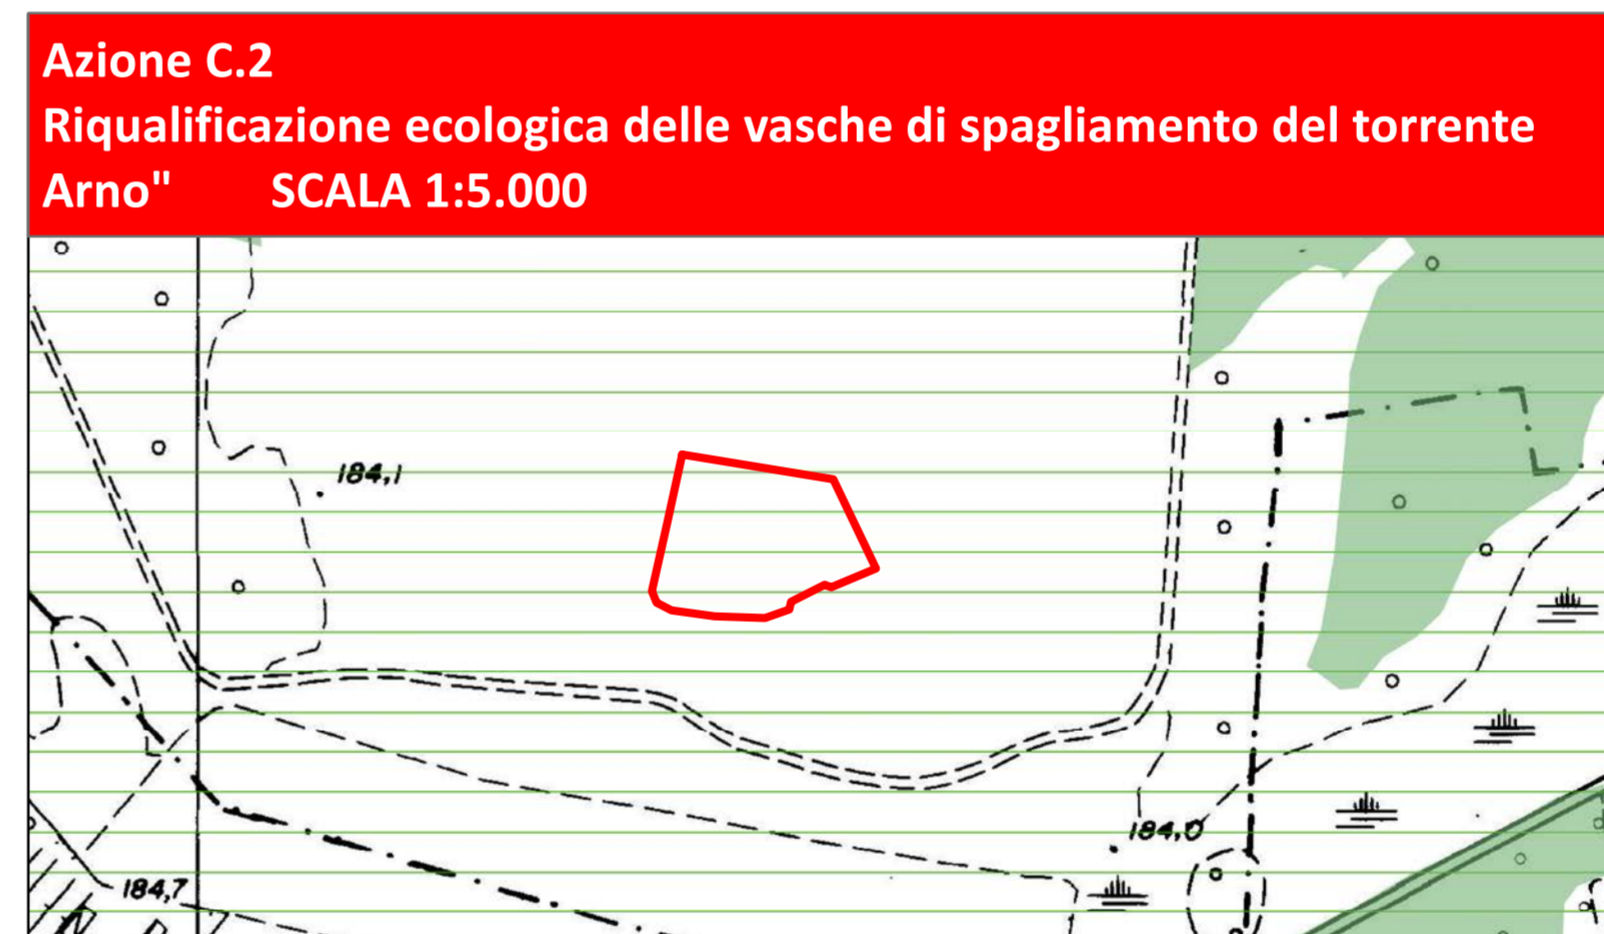 Azione C.2
Riqualificazione ecologica delle vasche di spagliamento del torrente
Arno" SCALA 1:5.000
184,1
184,0
184,7